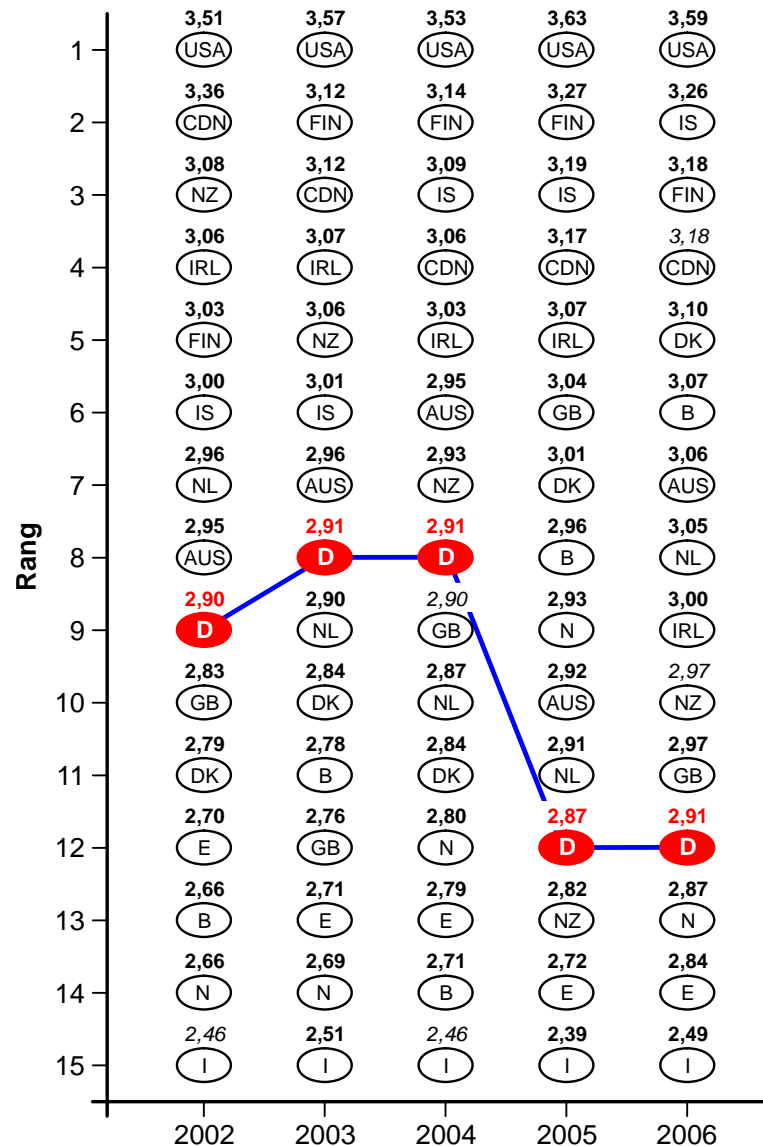 3,51 3,57 3,53 3,63 3,59
1 USA USA USA USA USA
3,36 3,12 3,14 3,27 3,26
2 CDN FIN FIN FIN IS
3,08 3,12 3,09 3,19 3,18
3 NZ CDN IS IS FIN
3,06 3,07 3,06 3,17 3,18
4 IRL IRL CDN CDN CDN
3,03 3,06 3,03 3,07 3,10
5 FIN NZ IRL IRL DK
3,00 3,01 2,95 3,04 3,07
6 IS IS AUS GB B
2,96 2,96 2,93 3,01 3,06
7 NL AUS NZ DK AUS
2,95 2,91 2,91 2,96 3,05
8 AUS D D B NL
Rang
2,90 2,90 2,90 2,93 3,00
9 D NL GB N IRL
2,83 2,84 2,87 2,92 2,97
10 GB DK NL AUS NZ
2,79 2,78 2,84 2,91 2,97
11 DK B DK NL GB
2,70 2,76 2,80 2,87 2,91
12 E GB N D D
2,66 2,71 2,79 2,82 2,87
13 B E E NZ N
2,66 2,69 2,71 2,72 2,84
14 N N B E E
2,46 2,51 2,46 2,39 2,49
15 I I I I I
2002 2003 2004 2005 2006